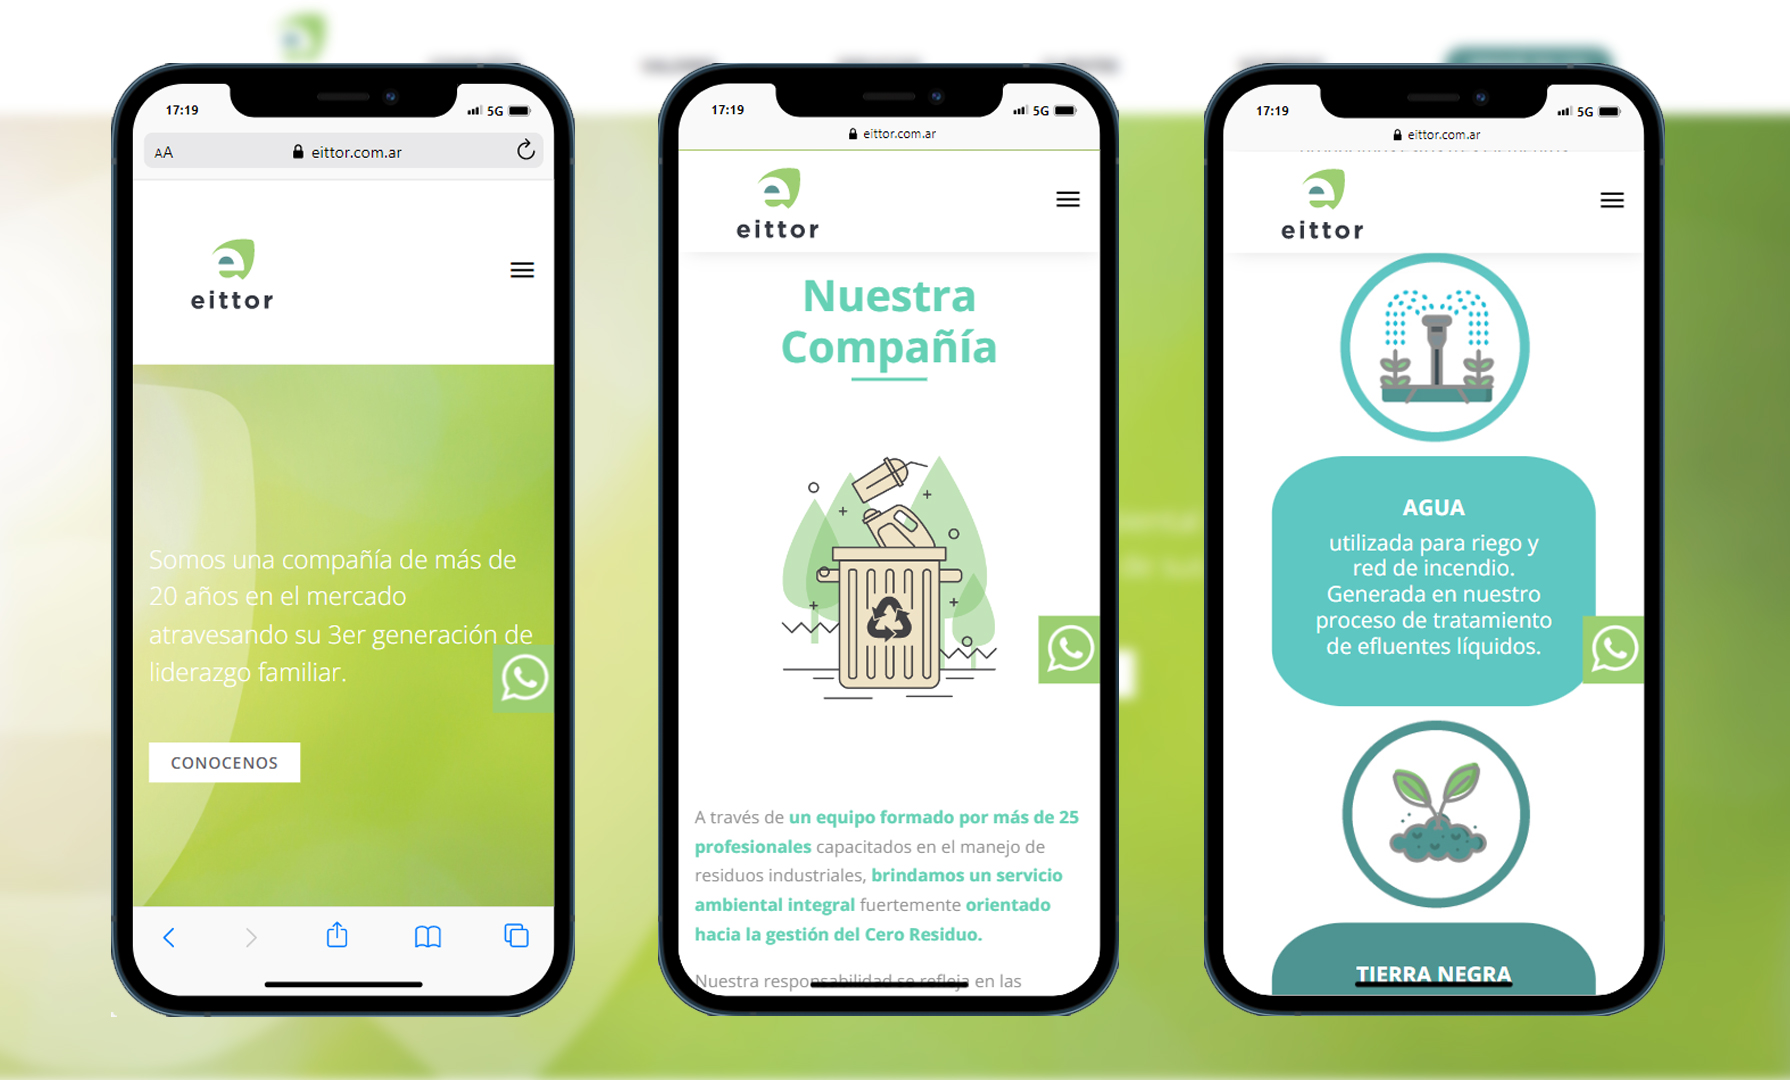 17:19
5G
AA
eittor.com.ar
eittor
Somos una compañía de más de
20 años en el mercado
atravesando su 3er generación de
liderazgo familiar.
CONOCENOS
17:19
5G
eittor.com.ar
eittor
Nuestra
Compañía
A través de un equipo formado por más de 25
profesionales capacitados en el manejo de
residuos industriales, brindamos un servicio
ambiental integral fuertemente orientado
hacia la gestión del Cero Residuo.
Nuestra responsabilidad se refleja en las
17:19
5G
eittor.com.ar
eittor
AGUA
utilizada para riego y
red de incendio.
Generada en nuestro
proceso de tratamiento
de efluentes líquidos.
TIERRA NEGRA